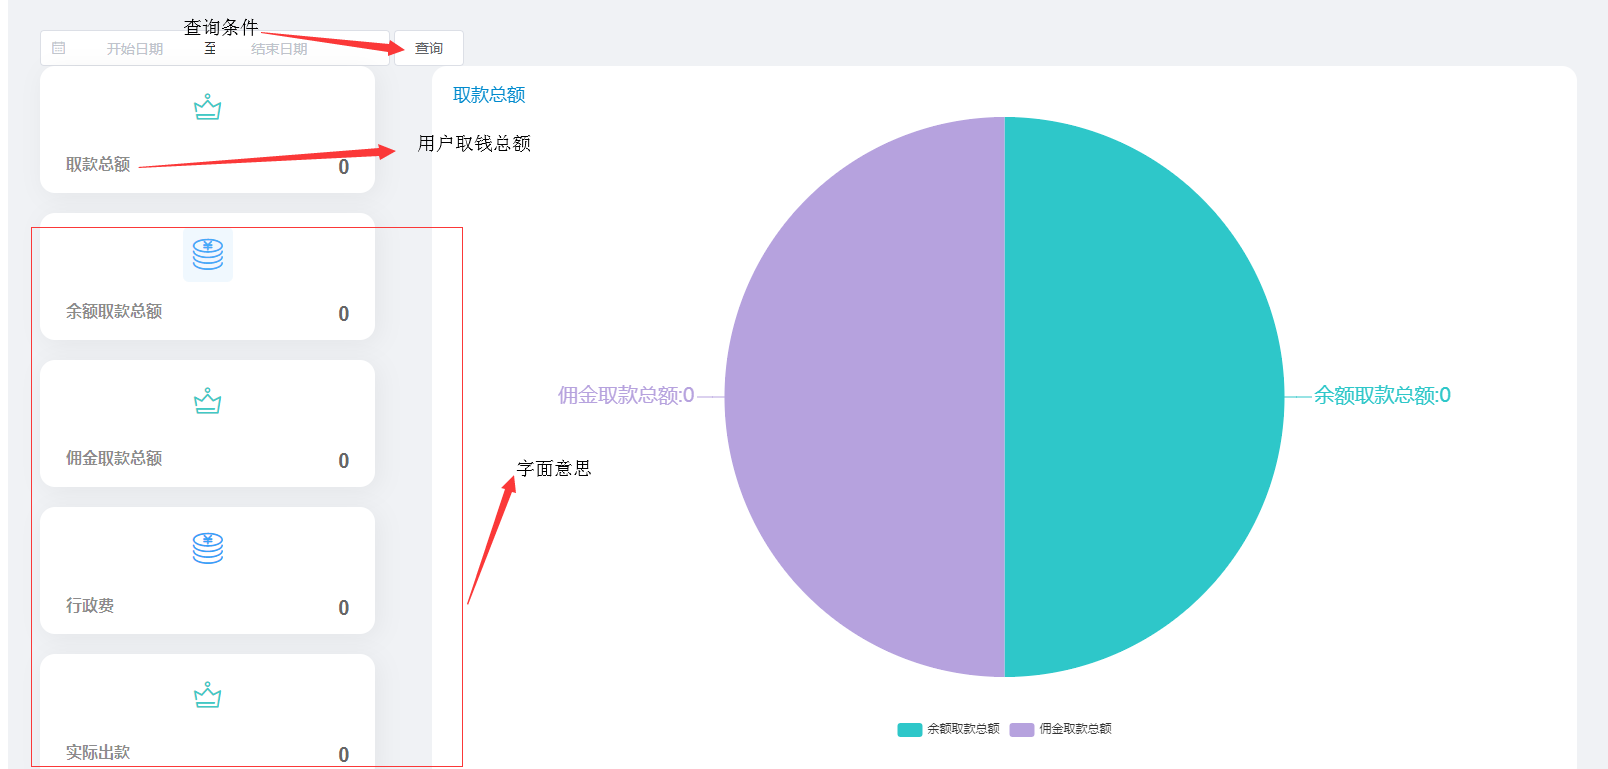 查询条件
开始日期 至 结束日期 查询
取款总额
取款总额 0
用户取钱总额
余额取款总额 0
佣金取款总额:0
余额取款总额:0
佣金取款总额 0
字面意思
行政费 0
余额取款总额 佣金取款总额
实际出款 0